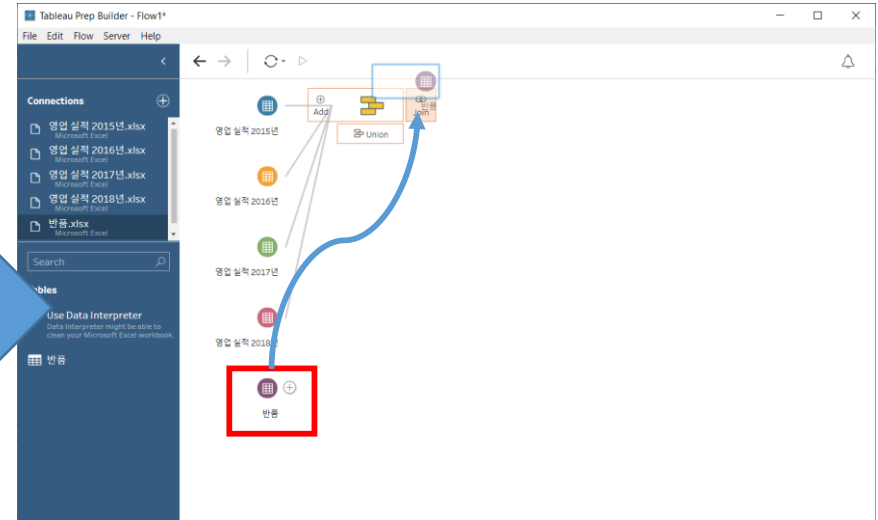 Tableau Prep Builder - Flow1*
File Edit Flow Server Help
Connections
영업 실적 2015년.xlsx
Microsoft Excel
영업 실적 2016년.xlsx
Microsoft Excel
영업 실적 2017년.xlsx
Microsoft Excel
영업 실적 2018년.xlsx
Microsoft Excel
반품.xlsx
Microsoft Excel
Search
Use Data Interpreter
Data Interpreter might be able to
clean your Microsoft Excel workbook.
반품
Add
Join
반품
Union
영업 실적 2015년
영업 실적 2016년
영업 실적 2017년
영업 실적 2018년
반품